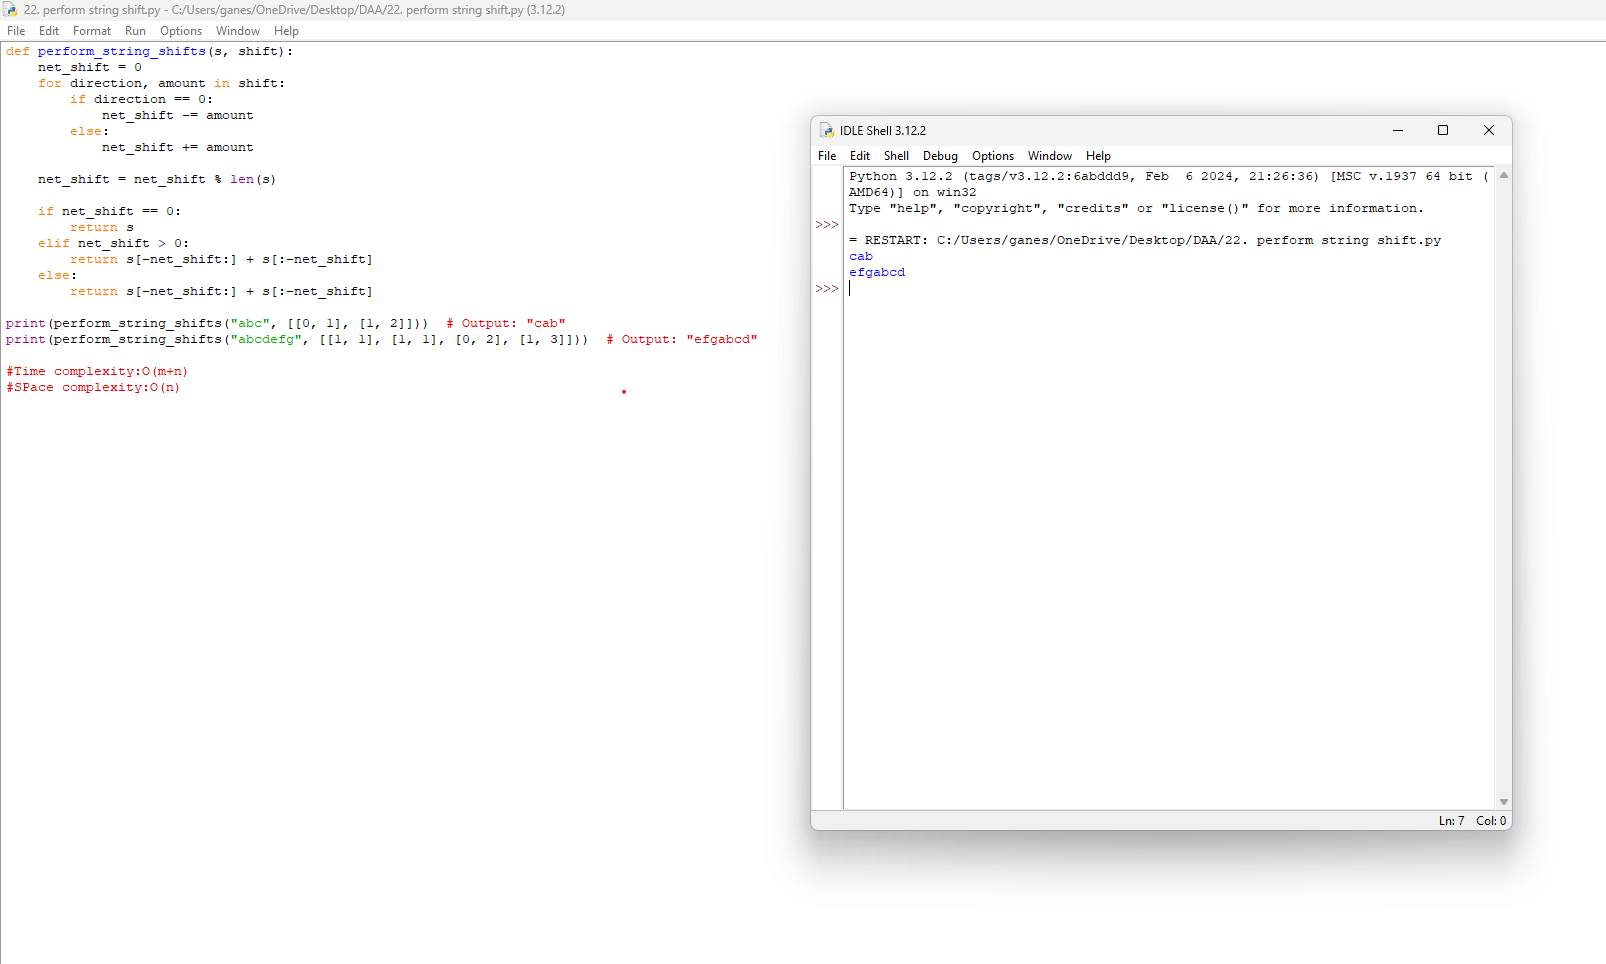 22. perform string shift.py - C:/Users/ganes/OneDrive/Desktop/DAA/22. perform string shift.py (3.12.2)
File Edit Format Run Options Window Help
def perform_string_shifts(s, shift):
    net_shift = 0
    for direction, amount in shift:
        if direction == 0:
            net_shift -= amount
        else:
            net_shift += amount
    net_shift = net_shift % len(s)
    if net_shift == 0:
        return s
    elif net_shift > 0:
        return s[-net_shift:] + s[:-net_shift]
    else:
        return s[-net_shift:] + s[:-net_shift]
print(perform_string_shifts("abc", [[0, 1], [1, 2]]))  # Output: "cab"
print(perform_string_shifts("abcdefg", [[1, 1], [1, 1], [0, 2], [1, 3]]))  # Output: "efgabcd"
#Time complexity:O(m+n)
#SPace complexity:O(n)
IDLE Shell 3.12.2
File Edit Shell Debug Options Window Help
Python 3.12.2 (tags/v3.12.2:6abddd9, Feb  6 2024, 21:26:36) [MSC v.1937 64 bit (
AMD64)] on win32
Type "help", "copyright", "credits" or "license()" for more information.
>>>
= RESTART: C:/Users/ganes/OneDrive/Desktop/DAA/22. perform string shift.py
cab
efgabcd
>>>
Ln: 7 Col: 0